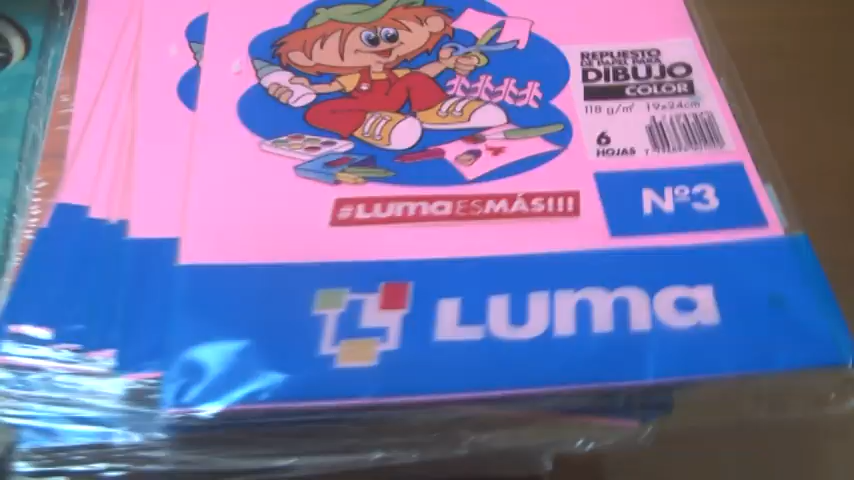 REPUESTO
DE PAPEL PARA
DIBUJO
COLOR
118 g/m² 19x24cm
6
HOJAS
#LUMAESMÁS!!!
Nº3
LUMA